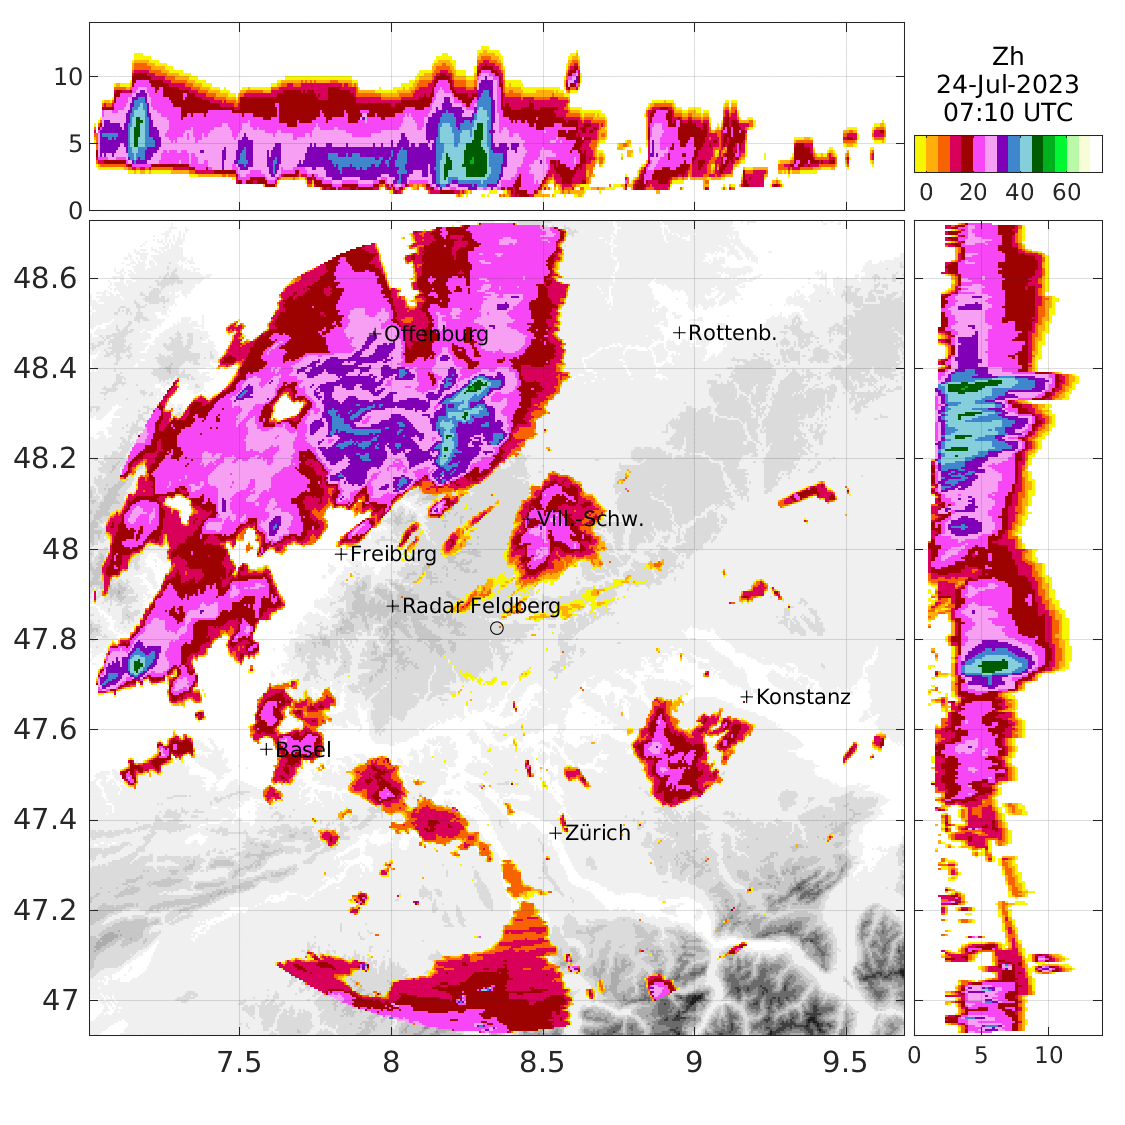 Zh
24-Jul-2023
07:10 UTC
10
5
0
0 20 40 60
48.6
48.4
48.2
48
47.8
47.6
47.4
47.2
47
Offenburg
Rottenb.
Vill.-Schw.
Freiburg
Radar Feldberg
Konstanz
Basel
Zürich
7.5 8 8.5 9 9.5
0 5 10